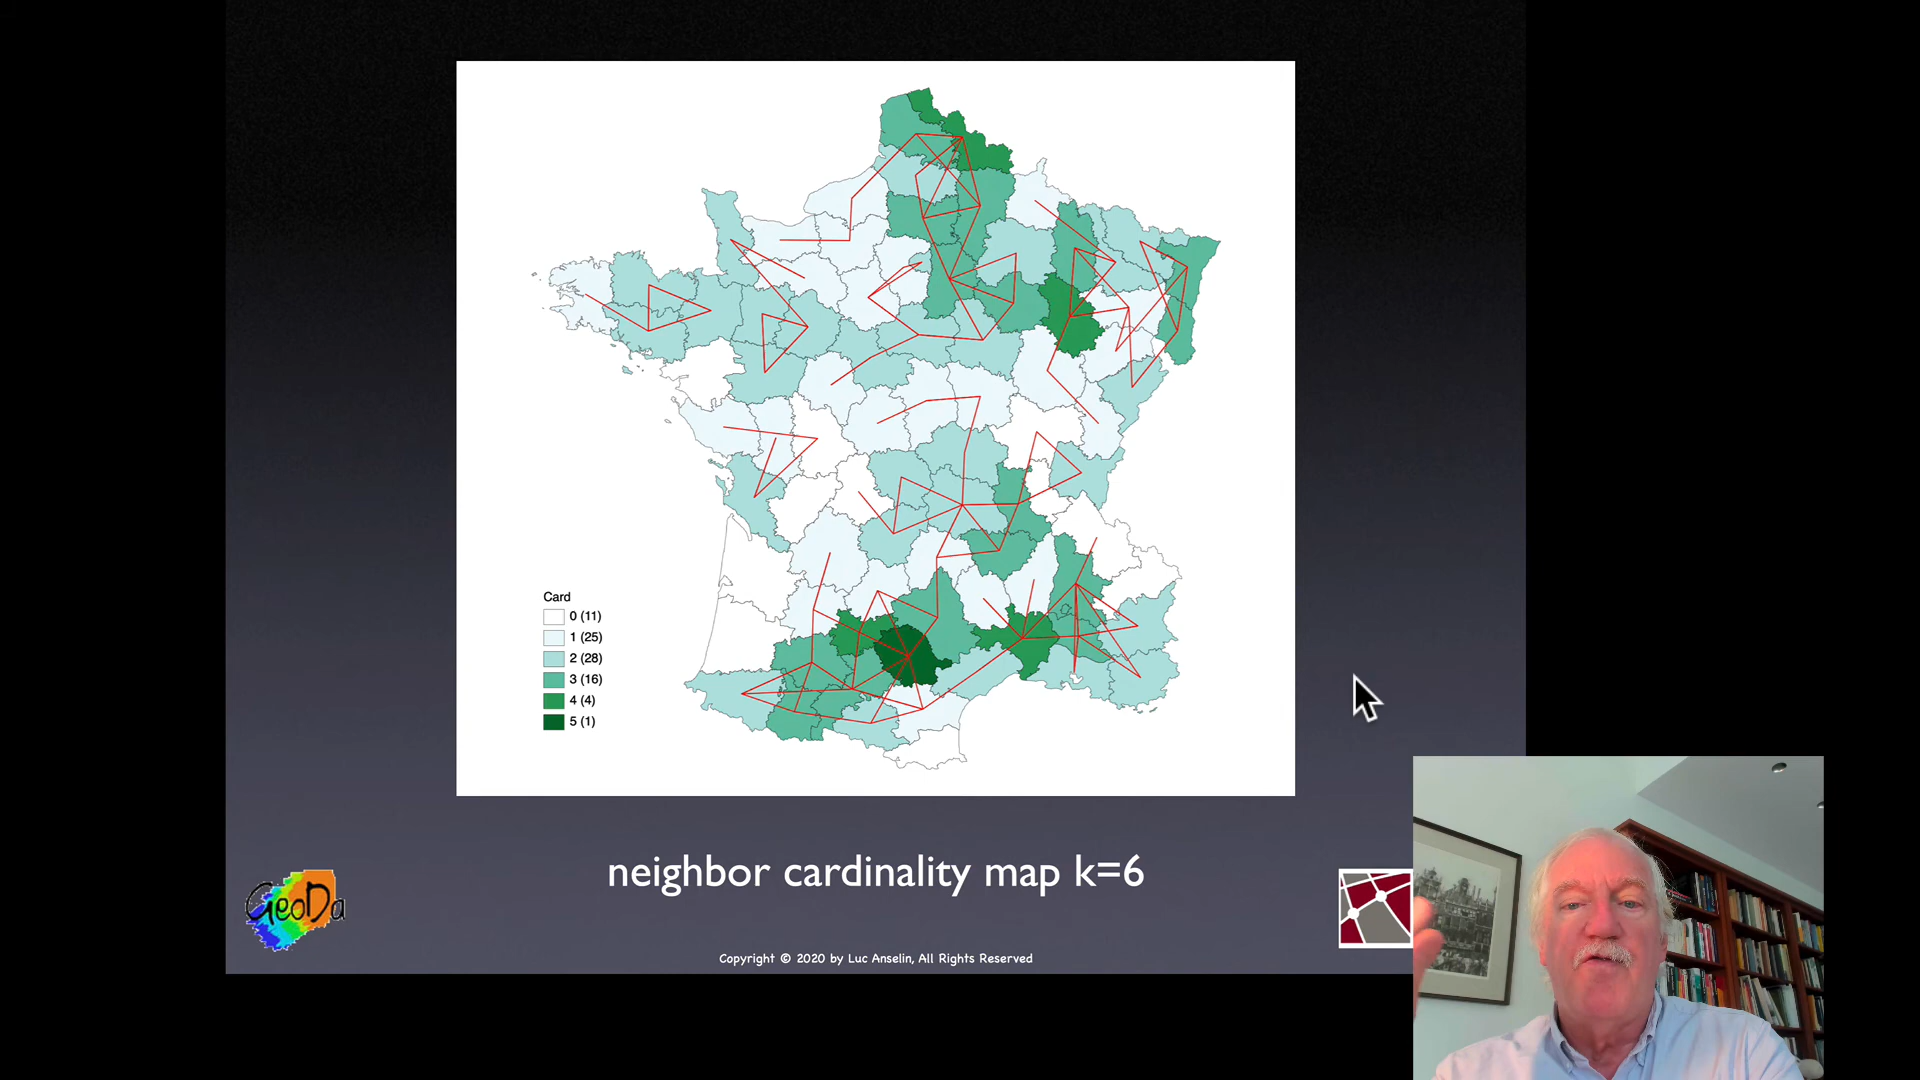 Card
0 (11)
1 (25)
2 (28)
3 (16)
4 (4)
5 (1)
neighbor cardinality map k=6
GeoDa
Copyright © 2020 by Luc Anselin, All Rights Reserved